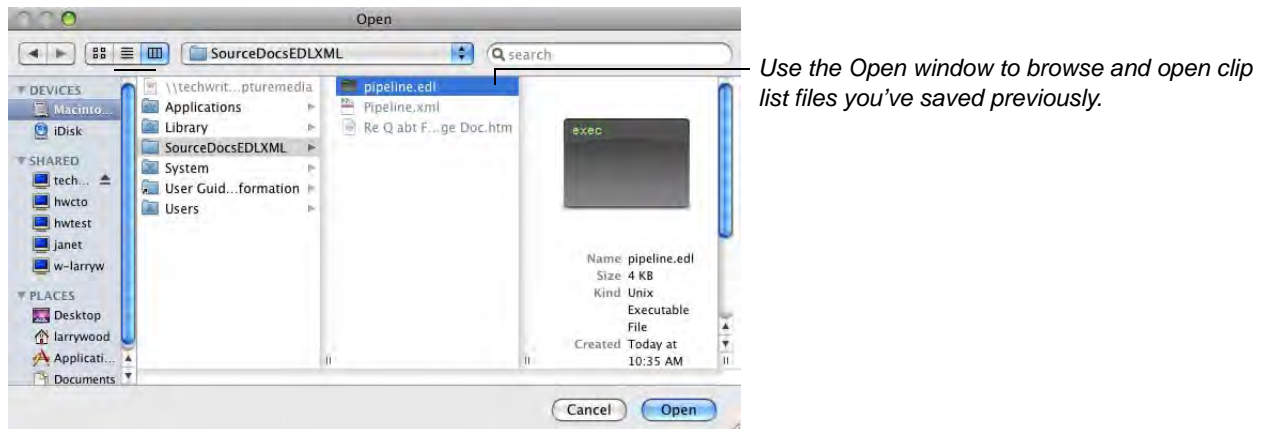 Open
SourceDocsEDLXML
search
DEVICES
Macinto...
iDisk
SHARED
tech...
hwcto
hwtest
janet
w-larryw
PLACES
Desktop
larrywood
Applicati...
Documents
\\techwrit...pturemedia
Applications
Library
SourceDocsEDLXML
System
User Guid...formation
Users
pipeline.edl
Pipeline.xml
Re Q abt F...ge Doc.htm
exec
Name pipeline.edl
Size 4 KB
Kind Unix
Executable
File
Created Today at
10:35 AM
Cancel
Open
Use the Open window to browse and open clip
list files you’ve saved previously.